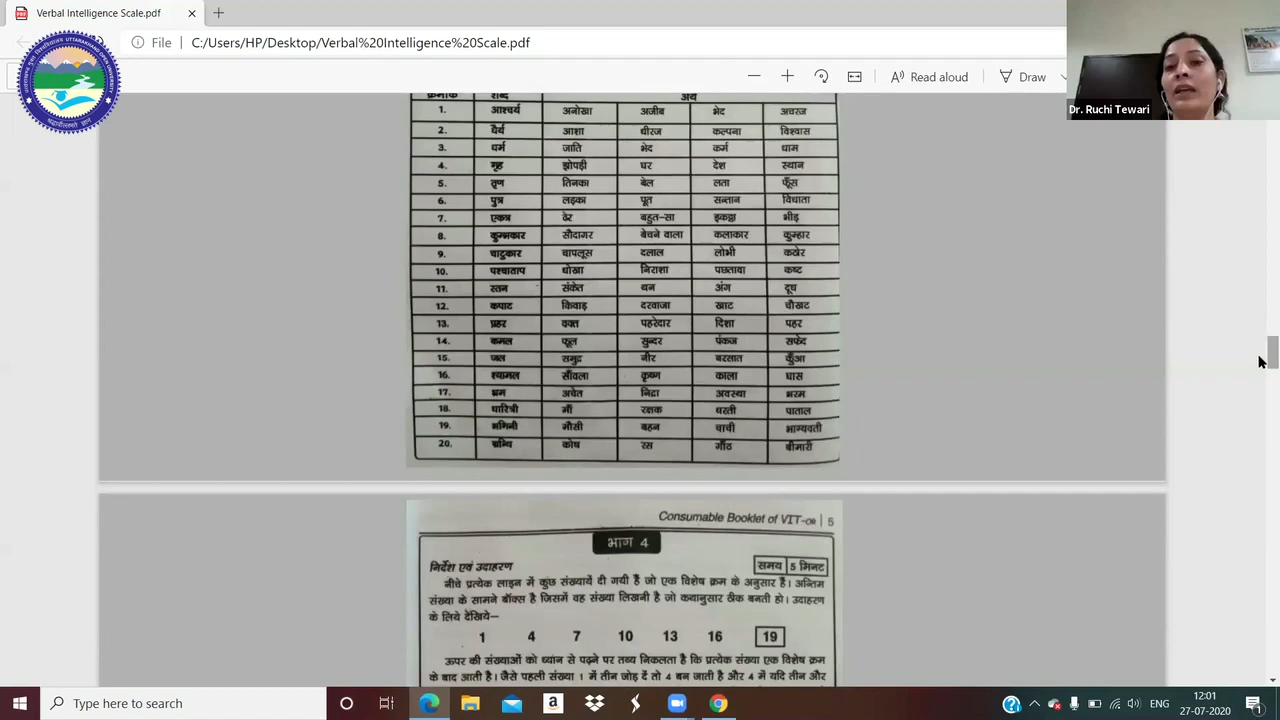 Verbal Intelligence Scale.pdf
File | C:/Users/HP/Desktop/Verbal%20Intelligence%20Scale.pdf
Read aloud Draw
Dr. Ruchi Tewari
क्रमांक शब्द अर्थ
1. आश्चर्य अनोखा अजीब भेद अचरज
2. धैर्य आशा धीरज कल्पना विश्वास
3. धर्म जाति भेद कर्म धाम
4. गृह झोपड़ी घर देश स्थान
5. तृण तिनका बेल लता फूँस
6. पुत्र लड़का पूत सन्तान विधाता
7. एकत्र ढेर बहुत-सा इकट्ठा भीड़
8. कुम्भकार सौदागर बेचने वाला कलाकार कुम्हार
9. चाटुकार चापलूस दलाल लोभी कठोर
10. पश्चाताप धोखा निराशा पछतावा कष्ट
11. स्तन संकेत थन अंग दूध
12. कपाट किवाड़ दरवाजा खाट चौखट
13. प्रहर वक्त पहरेदार दिशा पहर
14. कमल फूल सुन्दर पंकज सफेद
15. जल समुद्र नीर बरसात कुँआ
16. श्यामल साँवला कृष्ण काला घास
17. भ्रम अचेत निद्रा अवस्था भरम
18. धारित्री माँ रक्षक धरती पाताल
19. भगिनी मौसी बहन चाची भाग्यवती
20. ग्रन्थि कोष रस गाँठ बीमारी
Consumable Booklet of VIT-OR | 5
भाग 4
निर्देश एवं उदाहरण समय 5 मिनट
नीचे प्रत्येक लाइन में कुछ संख्यायें दी गयी हैं जो एक विशेष क्रम के अनुसार हैं। अन्तिम
संख्या के सामने बॉक्स है जिसमें वह संख्या लिखनी है जो कथानुसार ठीक बनती हो। उदाहरण
के लिये देखिये—
1 4 7 10 13 16 19
ऊपर की संख्याओं को ध्यान से पढ़ने पर तथ्य निकलता है कि प्रत्येक संख्या एक विशेष क्रम
के बाद आती है। जैसे पहली संख्या 1 में तीन जोड़ दें तो 4 बन जाती है और 4 में यदि तीन और
Type here to search
ENG
12:01
27-07-2020